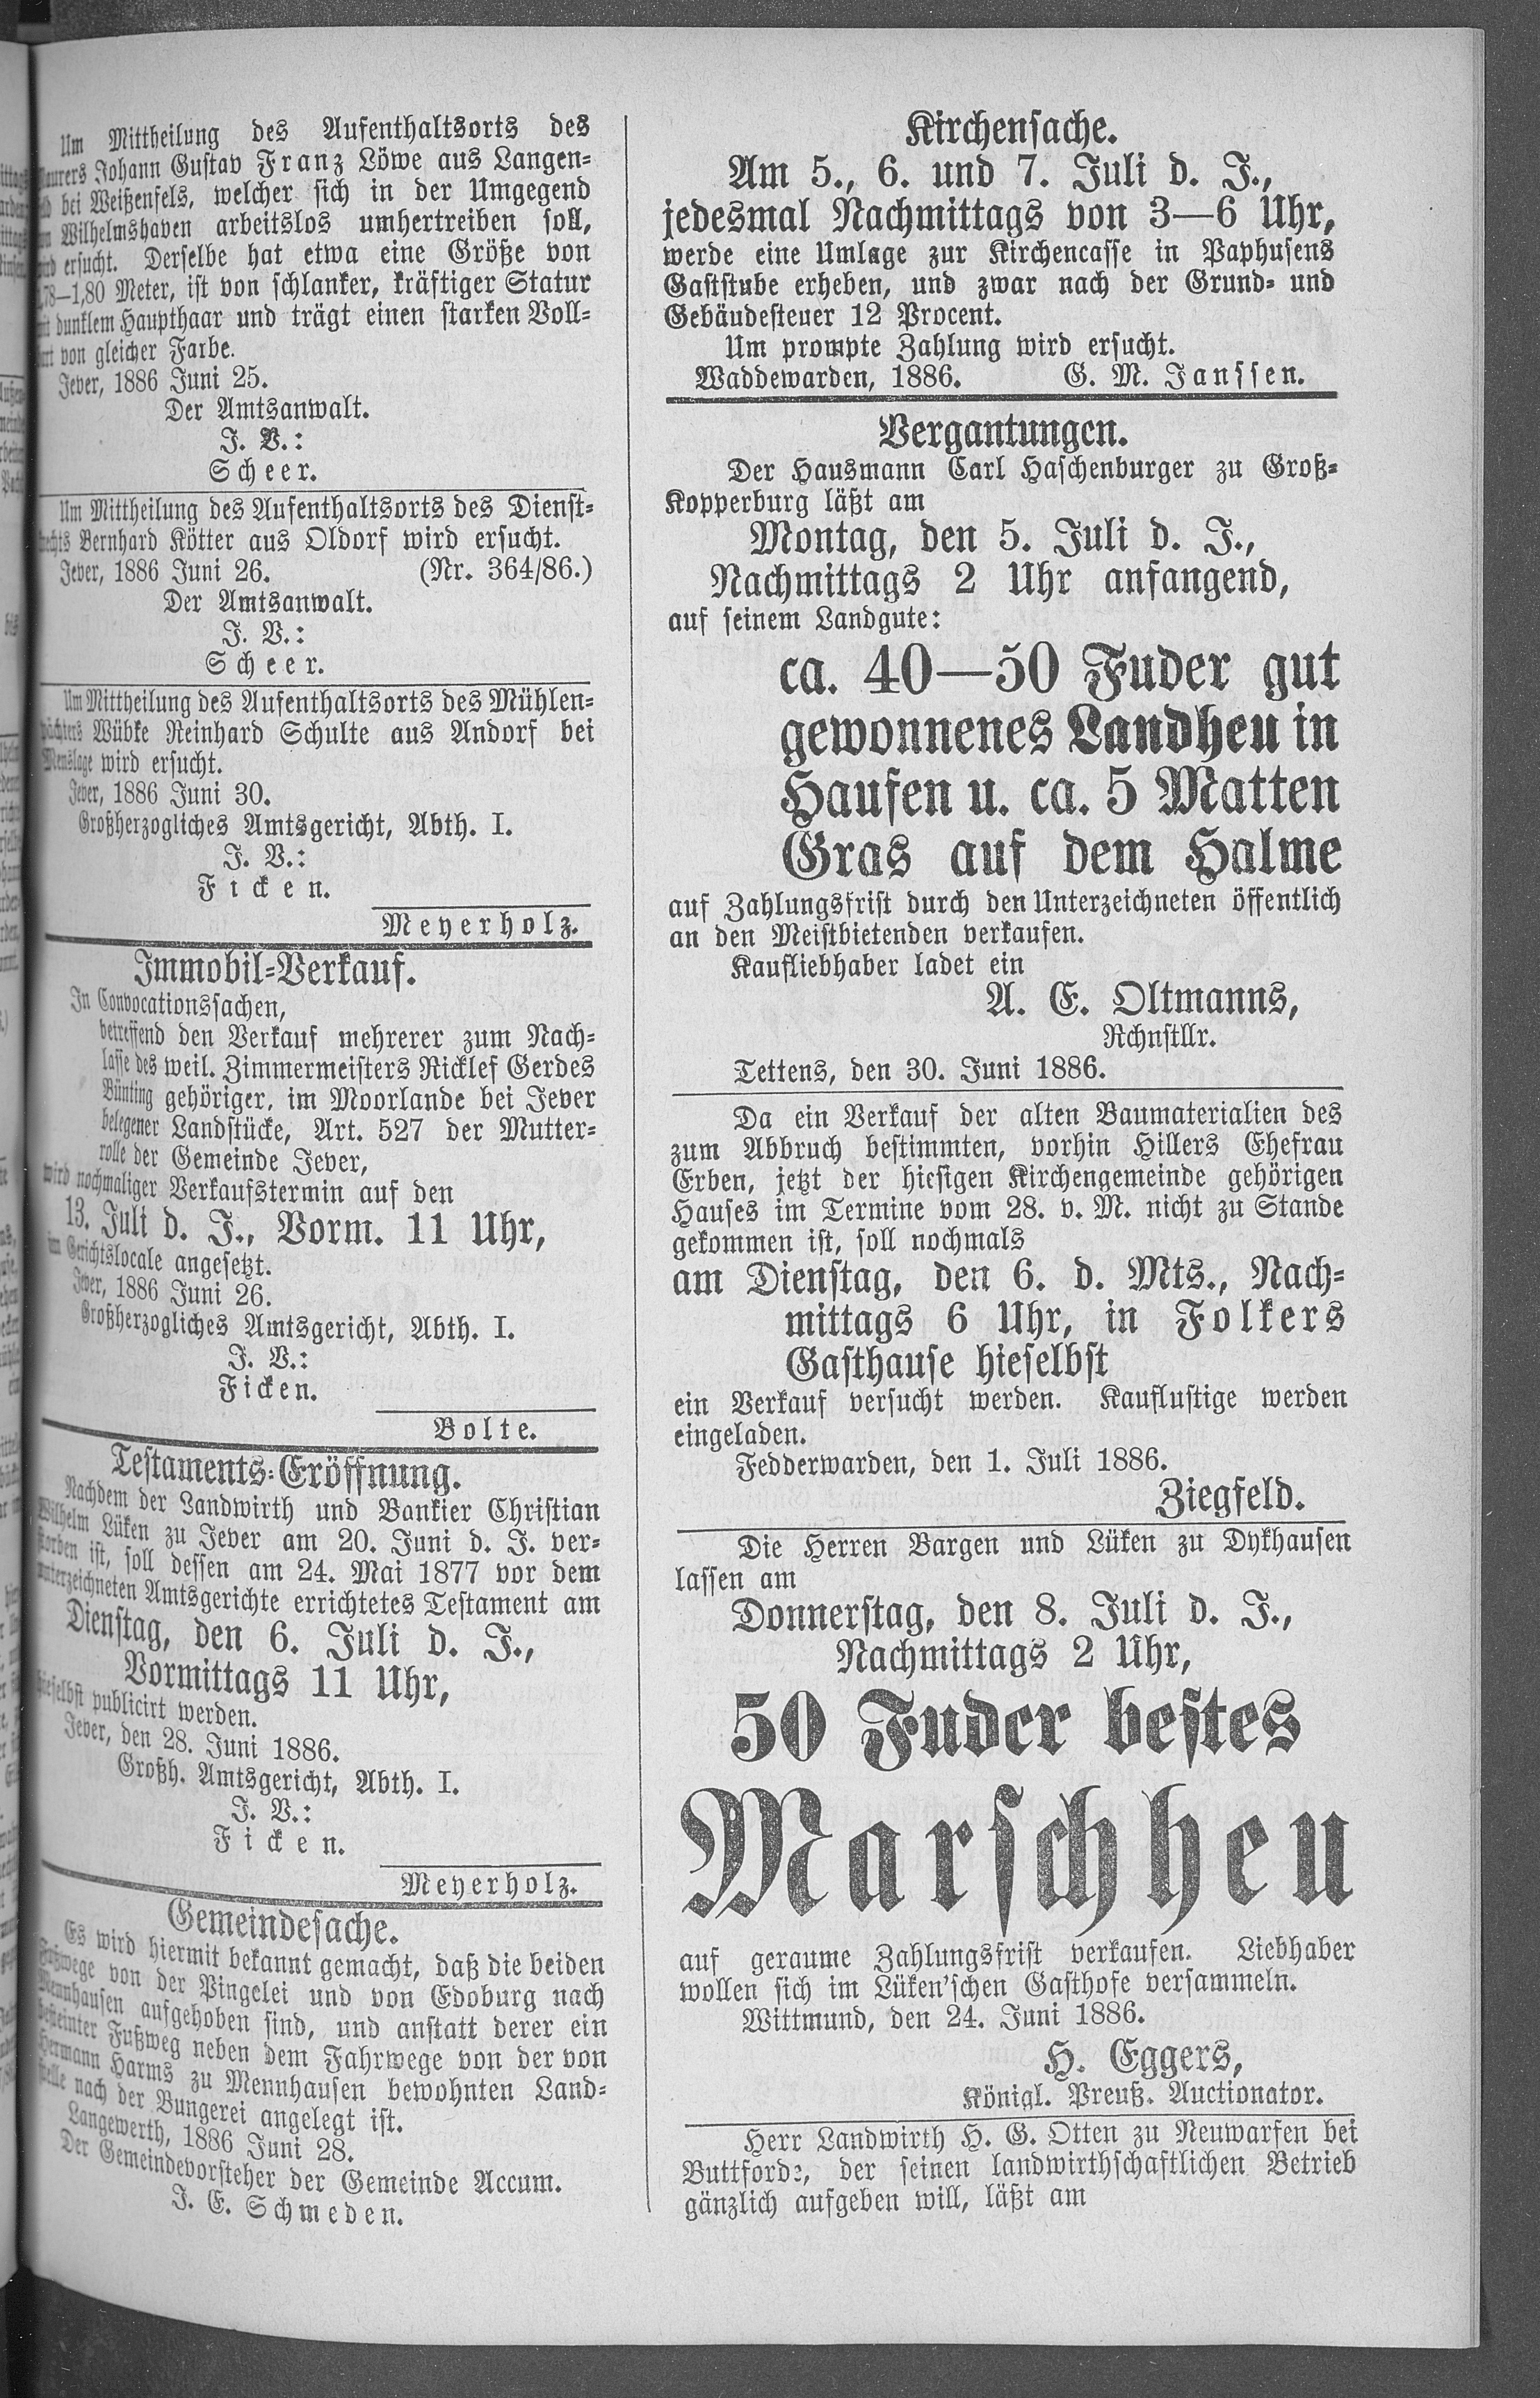 Um Mittheilung des Aufenthaltsorts des
Maurers Johann Gustav Franz Löwe aus Langen-
bei Weißenfels, welcher sich in der Umgegend
von Wilhelmshaven arbeitslos umhertreiben soll,
wird ersucht. Derselbe hat etwa eine Größe von
1,78—1,80 Meter, ist von schlanker, kräftiger Statur
mit dunklem Haupthaar und trägt einen starken Voll-
bart von gleicher Farbe.
Jever, 1886 Juni 25.
Der Amtsanwalt.
J. V.:
Scheer.
Um Mittheilung des Aufenthaltsorts des Dienst-
knechts Bernhard Kötter aus Oldorf wird ersucht.
Jever, 1886 Juni 26. (Nr. 364/86.)
Der Amtsanwalt.
J. V.:
Scheer.
Um Mittheilung des Aufenthaltsorts des Mühlen-
pächters Wübke Reinhard Schulte aus Andorf bei
Menslage wird ersucht.
Jever, 1886 Juni 30.
Großherzogliches Amtsgericht, Abth. I.
J. V.:
Ficken.
Meyerholz.
Immobil-Verkauf.
In Convocationssachen,
betreffend den Verkauf mehrerer zum Nach-
lasse des weil. Zimmermeisters Ricklef Gerdes
Bünting gehöriger, im Moorlande bei Jever
belegener Landstücke, Art. 527 der Mutter-
rolle der Gemeinde Jever,
wird nochmaliger Verkaufstermin auf den
13. Juli d. J., Vorm. 11 Uhr,
im Gerichtslocale angesetzt.
Jever, 1886 Juni 26.
Großherzogliches Amtsgericht, Abth. I.
J. V.:
Ficken.
Bolte.
Testaments-Eröffnung.
Nachdem der Landwirth und Bankier Christian
Wilhelm Lüken zu Jever am 20. Juni d. J. ver-
storben ist, soll dessen am 24. Mai 1877 vor dem
unterzeichneten Amtsgerichte errichtetes Testament am
Dienstag, den 6. Juli d. J.,
Vormittags 11 Uhr,
hieselbst publicirt werden.
Jever, den 28. Juni 1886.
Großh. Amtsgericht, Abth. I.
J. V.:
Ficken.
Meyerholz.
Gemeindesache.
Es wird hiermit bekannt gemacht, daß die beiden
Fußwege von der Pingelei und von Edoburg nach
Mennhausen aufgehoben sind, und anstatt derer ein
besteinter Fußweg neben dem Fahrwege von der von
Hermann Harms zu Mennhausen bewohnten Land-
stelle nach der Bungerei angelegt ist.
Langewerth, 1886 Juni 28.
Der Gemeindevorsteher der Gemeinde Accum.
J. E. Schmeden.
Kirchensache.
Am 5., 6. und 7. Juli d. J.,
jedesmal Nachmittags von 3—6 Uhr,
werde eine Umlage zur Kirchencasse in Paphusens
Gaststube erheben, und zwar nach der Grund- und
Gebäudesteuer 12 Procent.
Um prompte Zahlung wird ersucht.
Waddewarden, 1886. G. M. Janssen.
Vergantungen.
Der Hausmann Carl Haschenburger zu Groß-
Kopperburg läßt am
Montag, den 5. Juli d. J.,
Nachmittags 2 Uhr anfangend,
auf seinem Landgute:
ca. 40—50 Fuder gut
gewonnenes Landheu in
Haufen u. ca. 5 Matten
Gras auf dem Halme
auf Zahlungsfrist durch den Unterzeichneten öffentlich
an den Meistbietenden verkaufen.
Kaufliebhaber ladet ein
A. E. Oltmanns,
Rchnstllr.
Tettens, den 30. Juni 1886.
Da ein Verkauf der alten Baumaterialien des
zum Abbruch bestimmten, vorhin Hillers Ehefrau
Erben, jetzt der hiesigen Kirchengemeinde gehörigen
Hauses im Termine vom 28. v. M. nicht zu Stande
gekommen ist, soll nochmals
am Dienstag, den 6. d. Mts., Nach-
mittags 6 Uhr, in Folkers
Gasthause hieselbst
ein Verkauf versucht werden. Kauflustige werden
eingeladen.
Fedderwarden, den 1. Juli 1886.
Ziegfeld.
Die Herren Bargen und Lüken zu Dykhausen
lassen am
Donnerstag, den 8. Juli d. J.,
Nachmittags 2 Uhr,
50 Fuder bestes
Marschheu
auf geraume Zahlungsfrist verkaufen. Liebhaber
wollen sich im Lüken'schen Gasthofe versammeln.
Wittmund, den 24. Juni 1886.
H. Eggers,
Königl. Preuß. Auctionator.
Herr Landwirth H. G. Otten zu Neuwarfen bei
Buttforde, der seinen landwirthschaftlichen Betrieb
gänzlich aufgeben will, läßt am